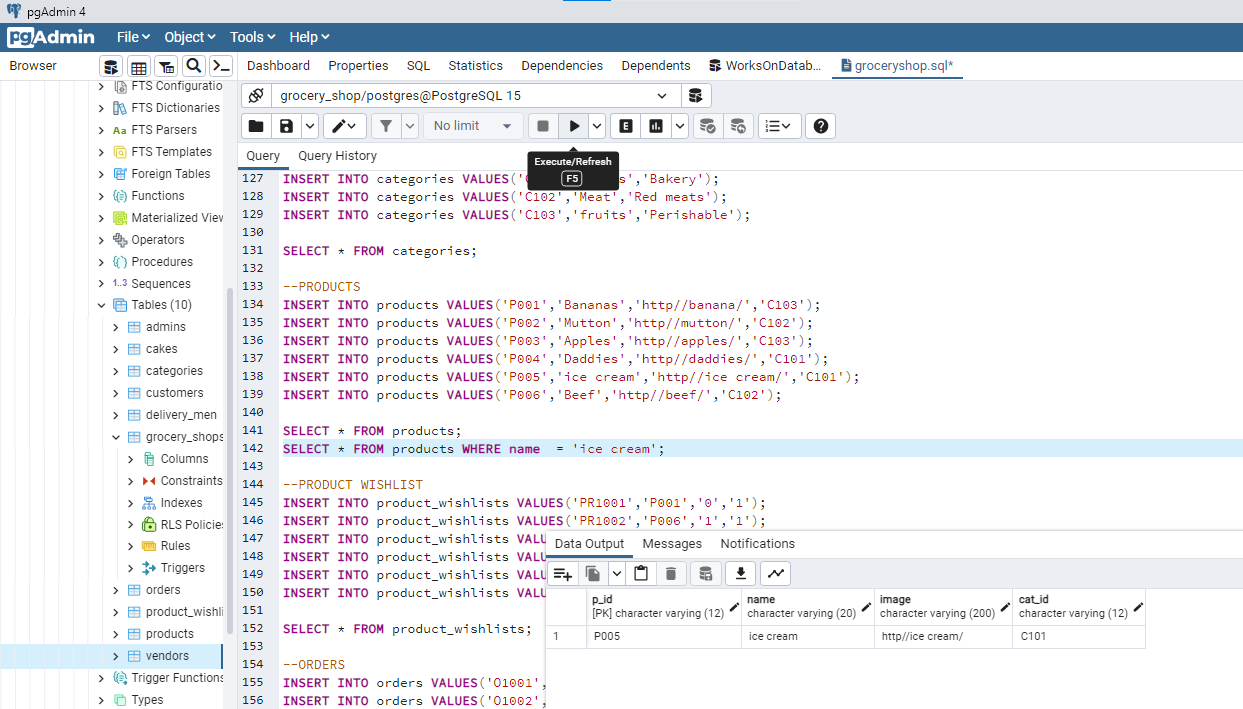 pgAdmin 4
pgAdmin File Object Tools Help
Browser
Dashboard Properties SQL Statistics Dependencies Dependents WorksOnDatab... groceryshop.sql*
FTS Configuratio
FTS Dictionaries
Aa FTS Parsers
FTS Templates
Foreign Tables
Functions
Materialized View
Operators
Procedures
1..3 Sequences
Tables (10)
admins
cakes
categories
customers
delivery_men
grocery_shops
Columns
Constraints
Indexes
RLS Policies
Rules
Triggers
orders
product_wishli
products
vendors
Trigger Functions
Types
grocery_shop/postgres@PostgreSQL 15
No limit
Query Query History
Execute/Refresh
F5
127 INSERT INTO categories VALUES('C s','Bakery');
128 INSERT INTO categories VALUES('C102','Meat','Red meats');
129 INSERT INTO categories VALUES('C103','fruits','Perishable');
130
131 SELECT * FROM categories;
132
133 --PRODUCTS
134 INSERT INTO products VALUES('P001','Bananas','http//banana/','C103');
135 INSERT INTO products VALUES('P002','Mutton','http//mutton/','C102');
136 INSERT INTO products VALUES('P003','Apples','http//apples/','C103');
137 INSERT INTO products VALUES('P004','Daddies','http//daddies/','C101');
138 INSERT INTO products VALUES('P005','ice cream','http//ice cream/','C101');
139 INSERT INTO products VALUES('P006','Beef','http//beef/','C102');
140
141 SELECT * FROM products;
142 SELECT * FROM products WHERE name  = 'ice cream';
143
144 --PRODUCT WISHLIST
145 INSERT INTO product_wishlists VALUES('PR1001','P001','0','1');
146 INSERT INTO product_wishlists VALUES('PR1002','P006','1','1');
147 INSERT INTO product_wishlists VALU
148 INSERT INTO product_wishlists VALU
149 INSERT INTO product_wishlists VALU
150 INSERT INTO product_wishlists VALU
151
152 SELECT * FROM product_wishlists;
153
154 --ORDERS
155 INSERT INTO orders VALUES('O1001',
156 INSERT INTO orders VALUES('O1002',
Data Output Messages Notifications
p_id name image cat_id
[PK] character varying (12) character varying (20) character varying (200) character varying (12)
1 P005 ice cream http//ice cream/ C101